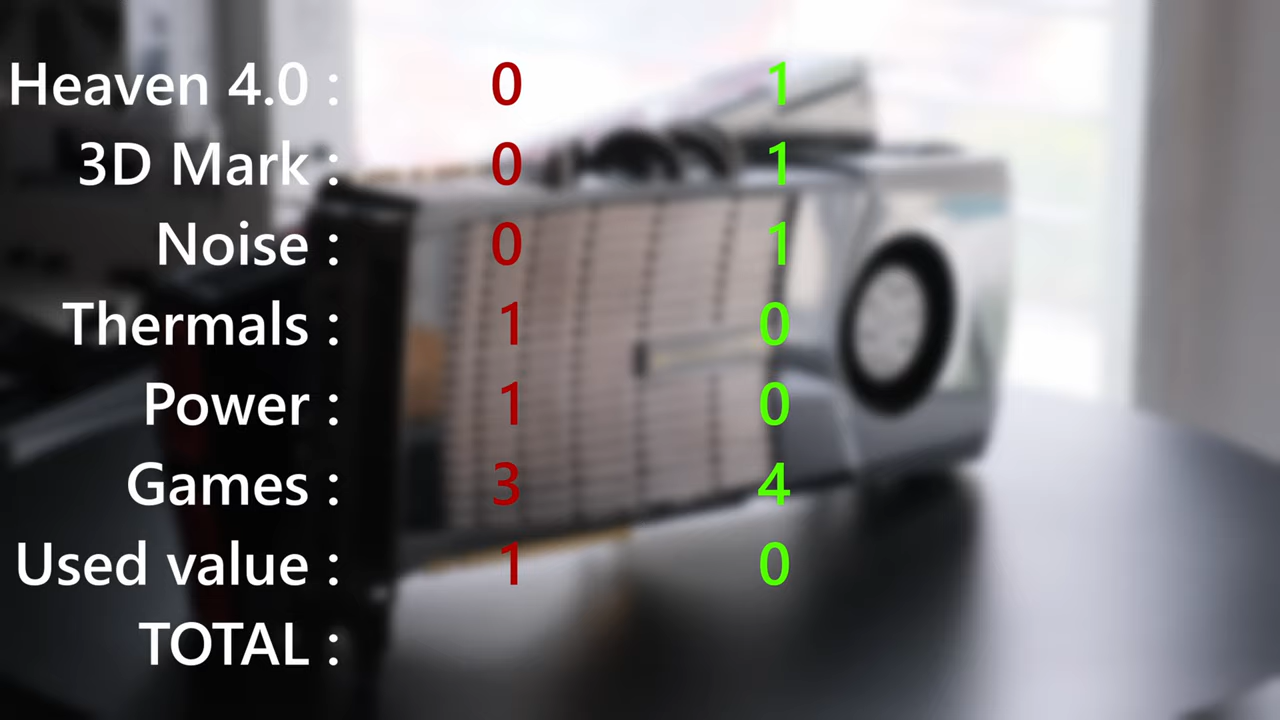 Heaven 4.0 : 0 1
3D Mark : 0 1
Noise : 0 1
Thermals : 1 0
Power : 1 0
Games : 3 4
Used value : 1 0
TOTAL :